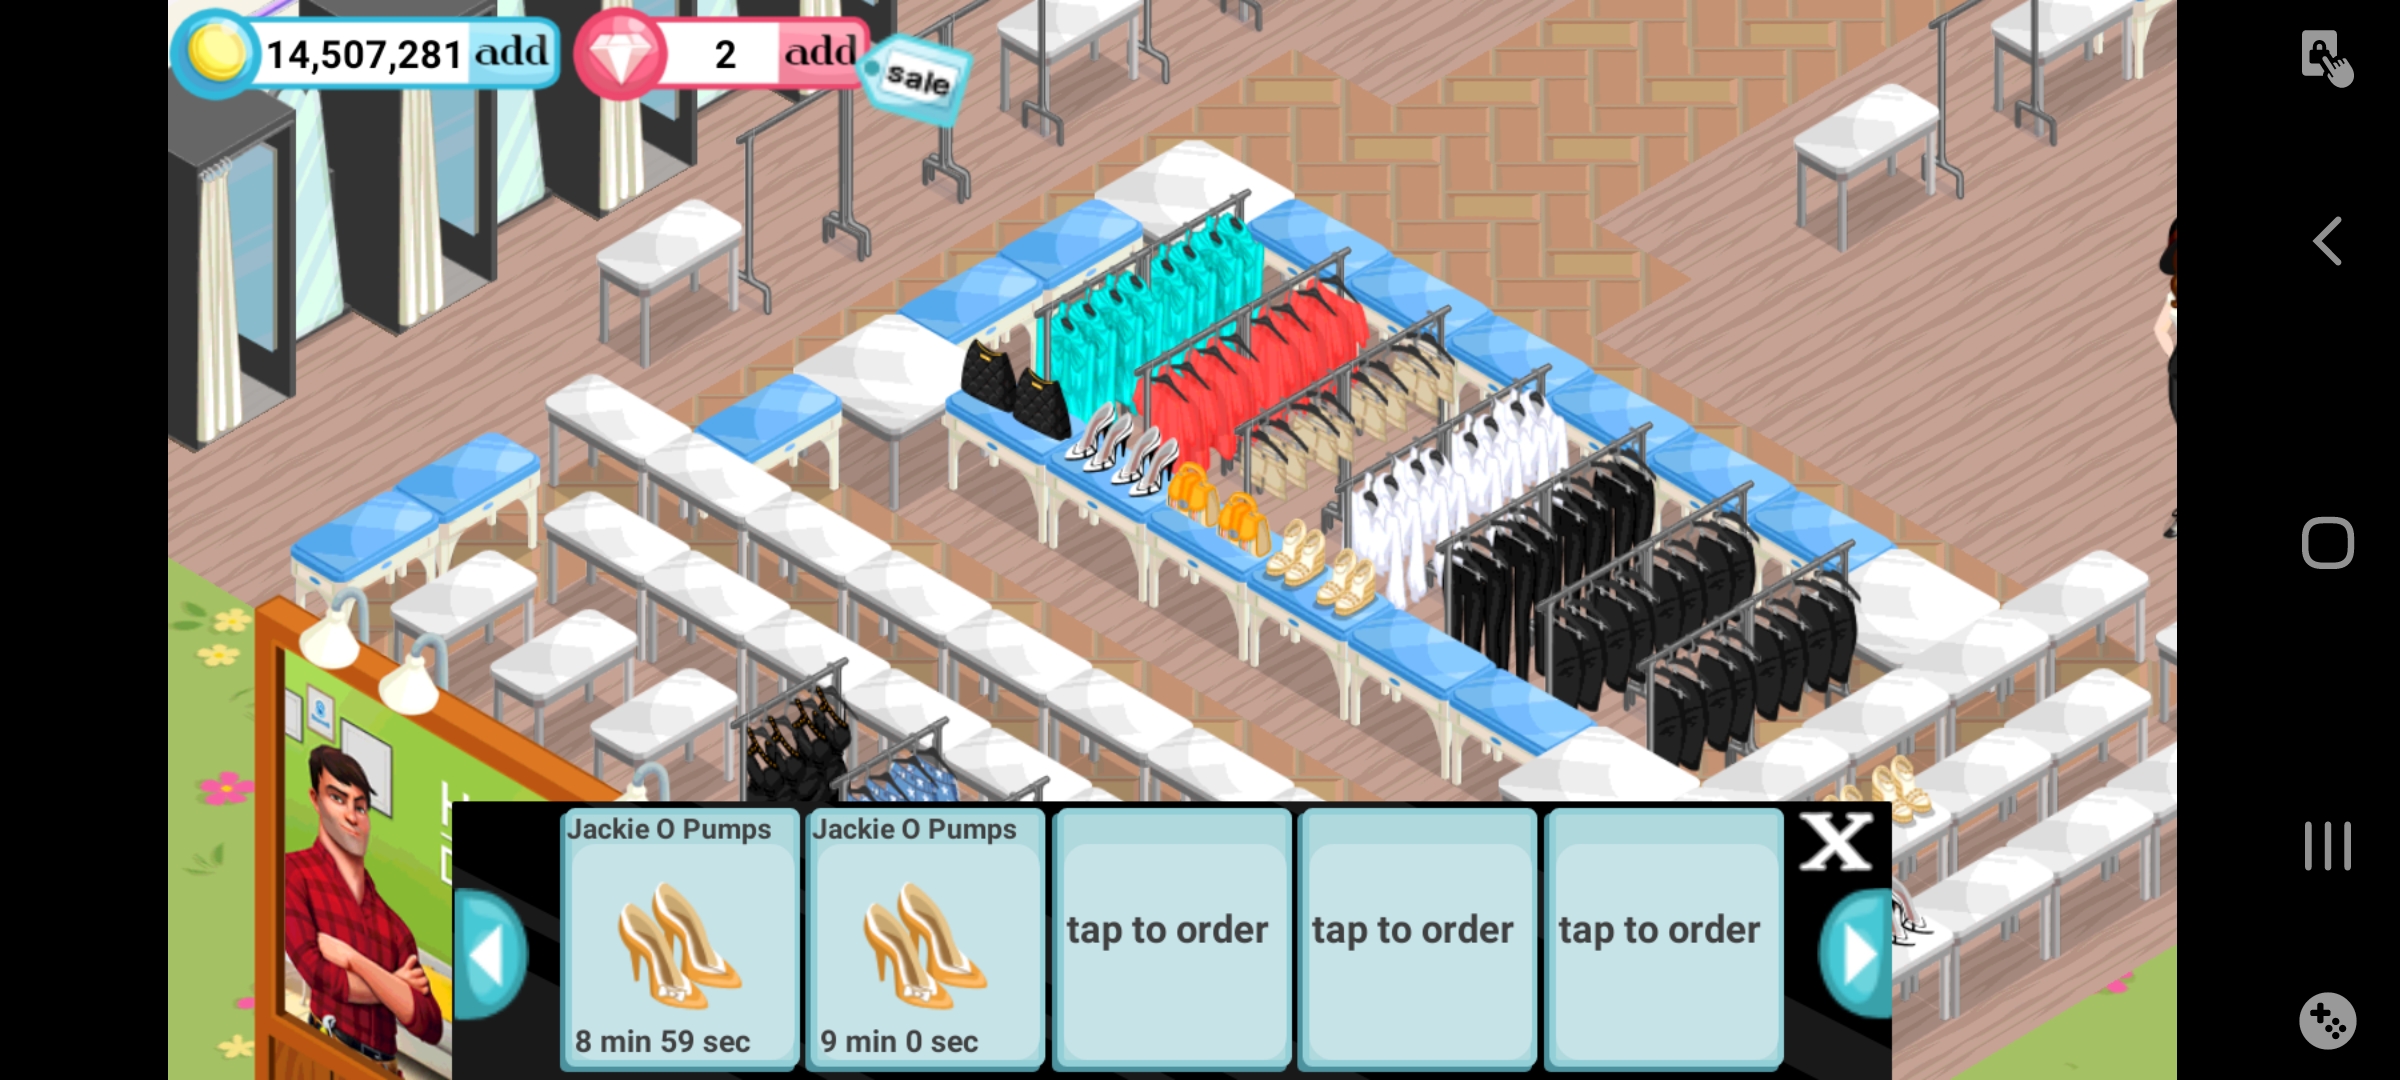 14,507,281 add
2 add
sale
Jackie O Pumps
8 min 59 sec
Jackie O Pumps
9 min 0 sec
tap to order
tap to order
tap to order
X